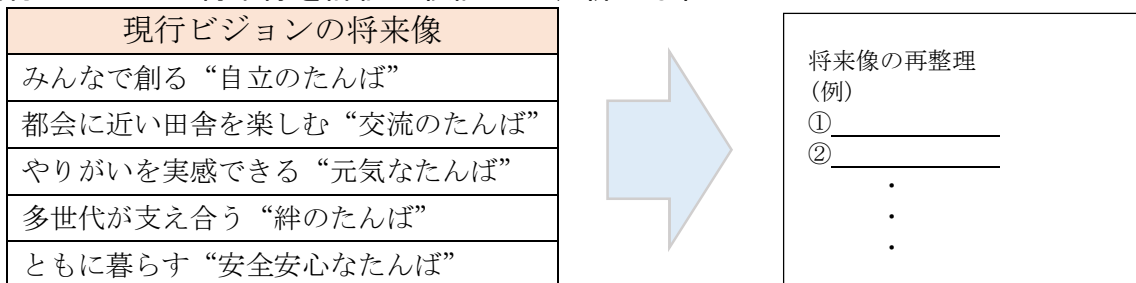 現行ビジョンの将来像
みんなで創る“自立のたんば”
都会に近い田舎を楽しむ“交流のたんば”
やりがいを実感できる“元気なたんば”
多世代が支え合う“絆のたんば”
ともに暮らす“安全安心なたんば”
将来像の再整理
(例)
①
②
・
・
・